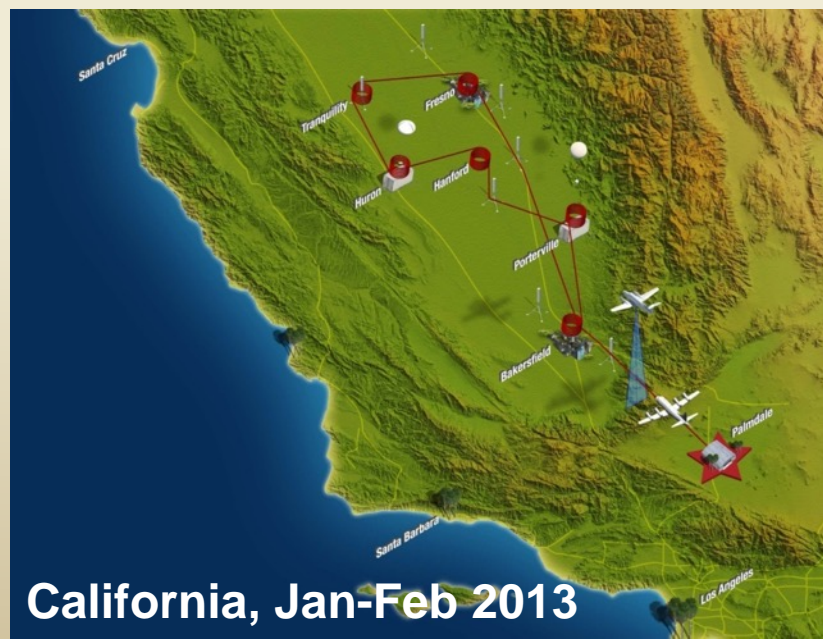 Santa Cruz
Fresno
Tranquility
Huron
Hanford
Porterville
Bakersfield
Palmdale
Santa Barbara
Los Angeles
California, Jan-Feb 2013